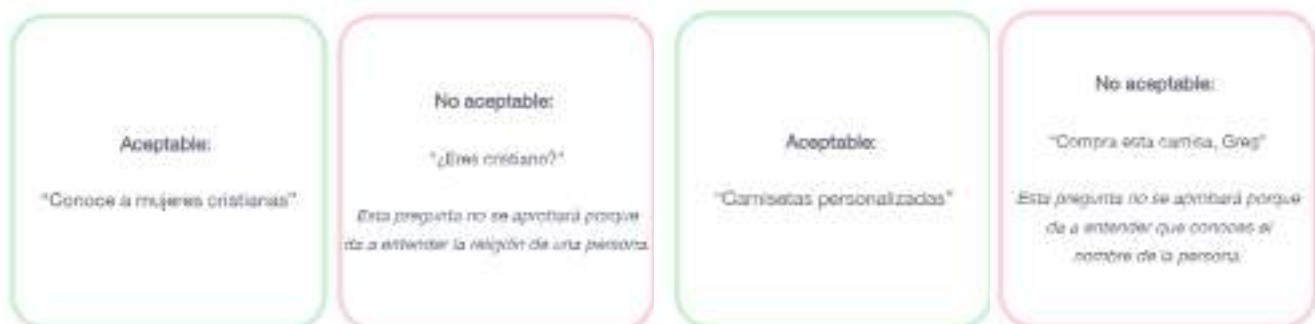 Aceptable:
"Conoce a mujeres cristianas"
No aceptable:
"¿Eres cristiano?"
Esta pregunta no se aprobará porque
da a entender la religión de una persona.
Aceptable:
"Camisetas personalizadas"
No aceptable:
"Compra esta camisa, Greg"
Esta pregunta no se aprobará porque
da a entender que conoces el
nombre de la persona.